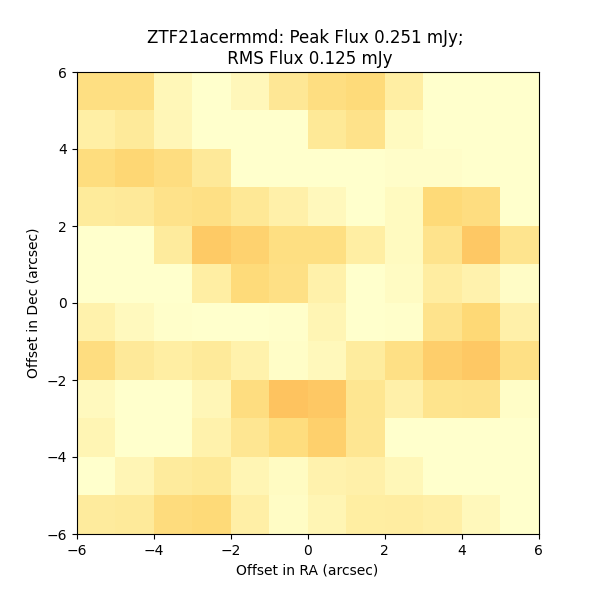 ZTF21acermmd: Peak Flux 0.251 mJy;
RMS Flux 0.125 mJy
6
4
2
0
−2
−4
−6
Offset in Dec (arcsec)
−6 −4 −2 0 2 4 6
Offset in RA (arcsec)